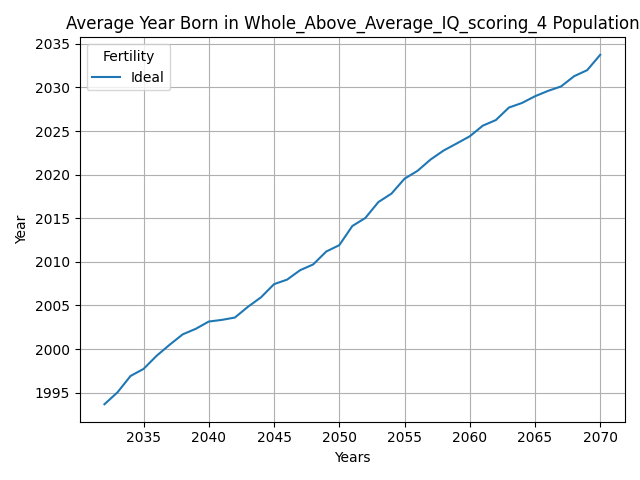 Average Year Born in Whole_Above_Average_IQ_scoring_4 Population
Fertility
Ideal
Year
2035
2030
2025
2020
2015
2010
2005
2000
1995
2035 2040 2045 2050 2055 2060 2065 2070
Years